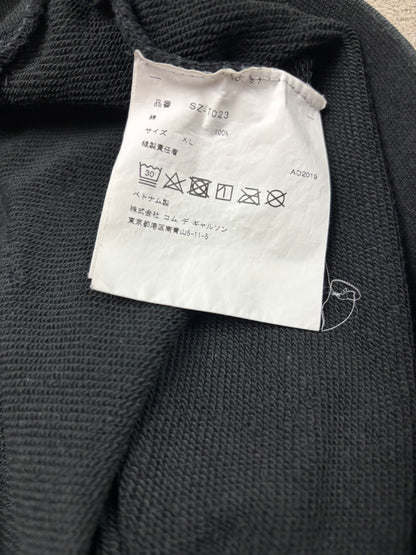 品番 SZ-T023
綿 100%
サイズ XL
縫製責任者
AD2019
30
ベトナム製
株式会社 コム デ ギャルソン
東京都港区南青山5-11-5